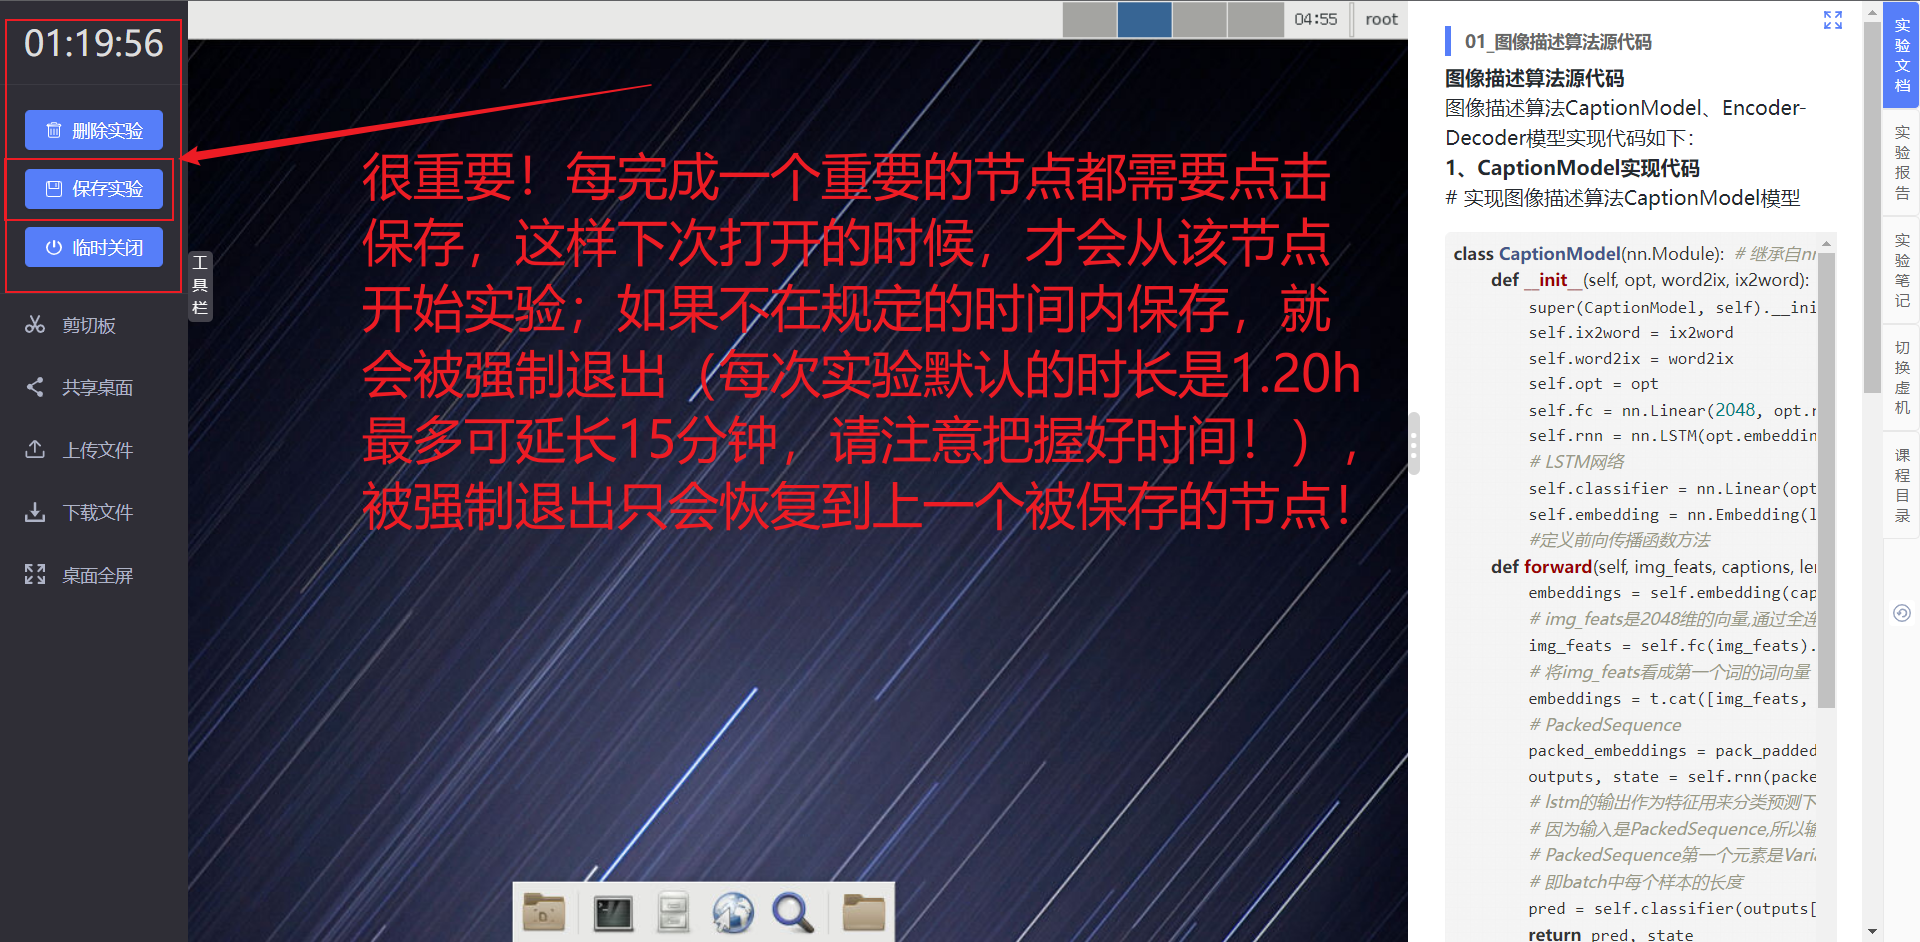 01:19:56
删除实验
保存实验
临时关闭
剪切板
共享桌面
上传文件
下载文件
桌面全屏
工具栏
04:55
root
很重要！每完成一个重要的节点都需要点击
保存，这样下次打开的时候，才会从该节点
开始实验；如果不在规定的时间内保存，就
会被强制退出（每次实验默认的时长是1.20h
最多可延长15分钟，请注意把握好时间！），
被强制退出只会恢复到上一个被保存的节点！
01_图像描述算法源代码
图像描述算法源代码
图像描述算法CaptionModel、Encoder-
Decoder模型实现代码如下：
1、CaptionModel实现代码
# 实现图像描述算法CaptionModel模型
class CaptionModel(nn.Module): # 继承自nn
def __init__(self, opt, word2ix, ix2word):
super(CaptionModel, self).__ini
self.ix2word = ix2word
self.word2ix = word2ix
self.opt = opt
self.fc = nn.Linear(2048, opt.r
self.rnn = nn.LSTM(opt.embeddin
# LSTM网络
self.classifier = nn.Linear(opt
self.embedding = nn.Embedding(l
#定义前向传播函数方法
def forward(self, img_feats, captions, len
embeddings = self.embedding(cap
# img_feats是2048维的向量,通过全连
img_feats = self.fc(img_feats).
# 将img_feats看成第一个词的词向量
embeddings = t.cat([img_feats,
# PackedSequence
packed_embeddings = pack_padded
outputs, state = self.rnn(packe
# lstm的输出作为特征用来分类预测下
# 因为输入是PackedSequence,所以输
# PackedSequence第一个元素是Varia
# 即batch中每个样本的长度
pred = self.classifier(outputs[
return pred, state
实验文档
实验报告
实验笔记
切换虚机
课程目录